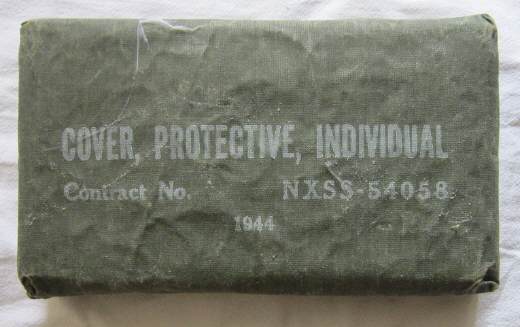 COVER, PROTECTIVE, INDIVIDUAL
Contract No. NXSS-54058
1944